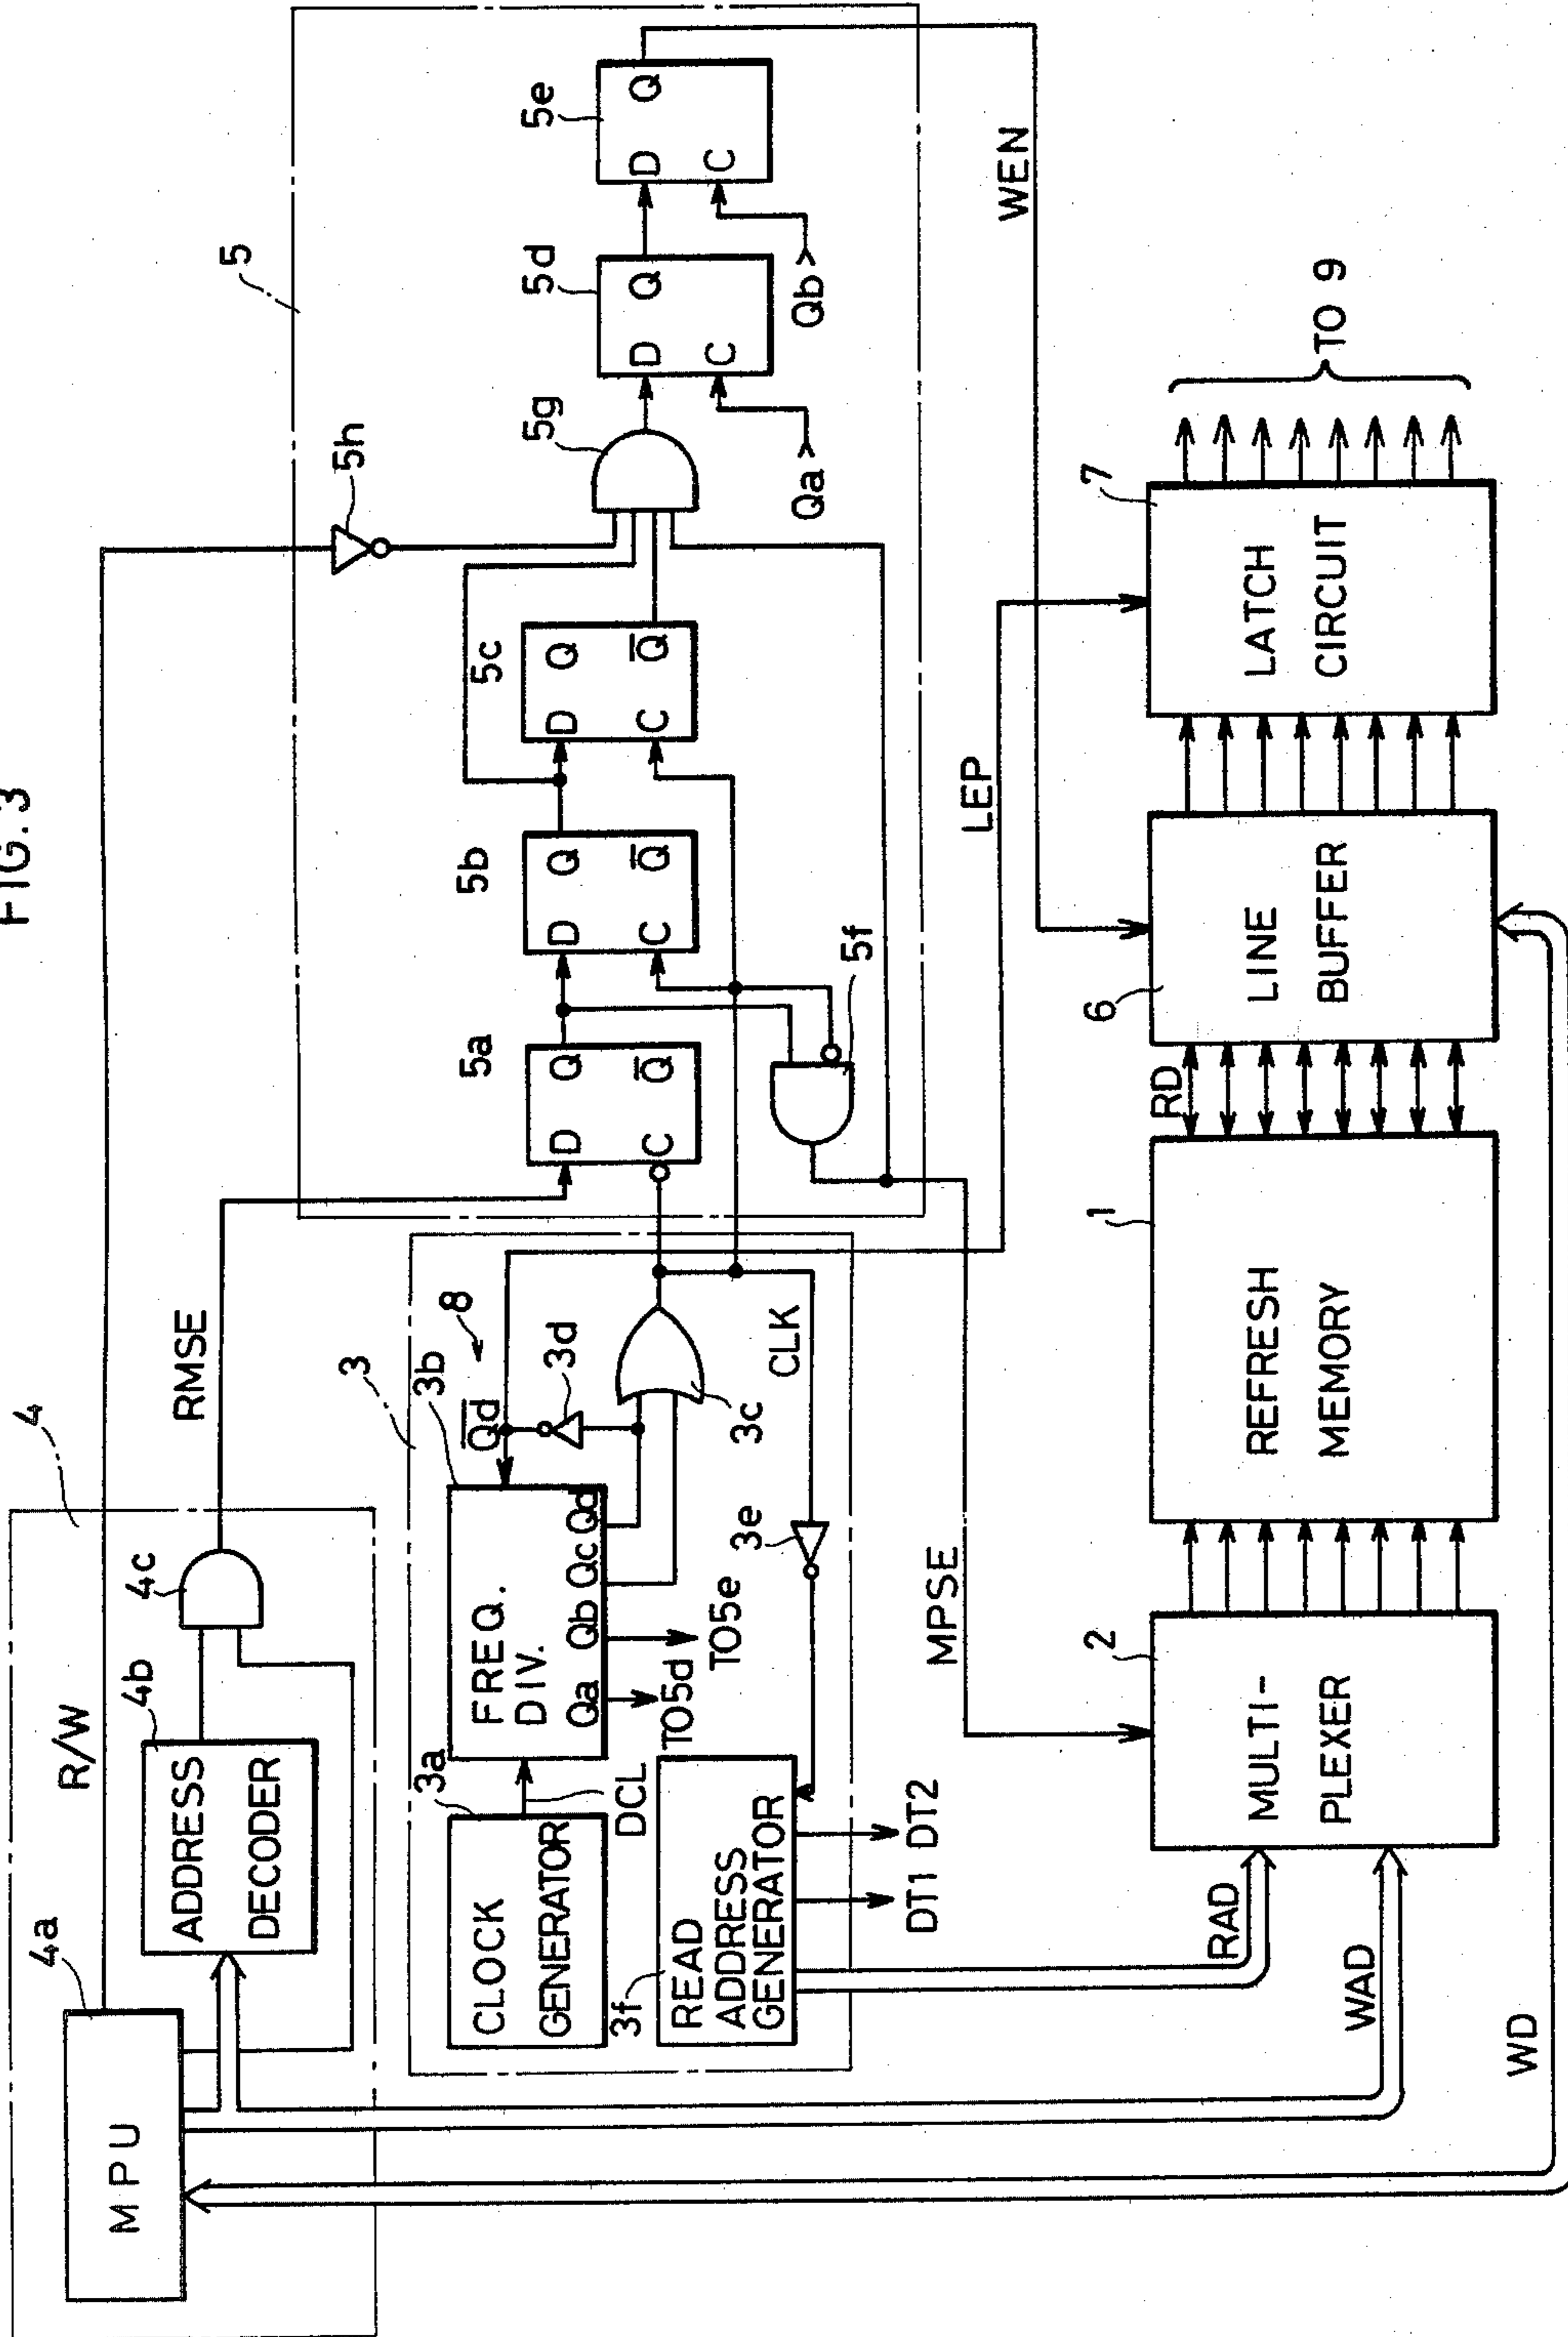 FIG. 3
4
4a
MPU
R/W
4b
ADDRESS
DECODER
4c
RMSE
5
5h
5a
D Q
C Q̅
5b
D Q
C Q̅
5c
D Q
C Q̅
5g
5d
D Q
C
5e
D Q
C
Qa
Qb
5f
3
8
3a
CLOCK
GENERATOR
DCL
3b
FREQ.
DIV.
Qa Qb Qc Qd
Q̅d̅
3d
3c
TO5d
TO5e
CLK
3e
3f
READ
ADDRESS
GENERATOR
DT1 DT2
MPSE
LEP
WEN
RAD
WAD
WD
2
MULTI-
PLEXER
1
REFRESH
MEMORY
RD
6
LINE
BUFFER
7
LATCH
CIRCUIT
TO 9